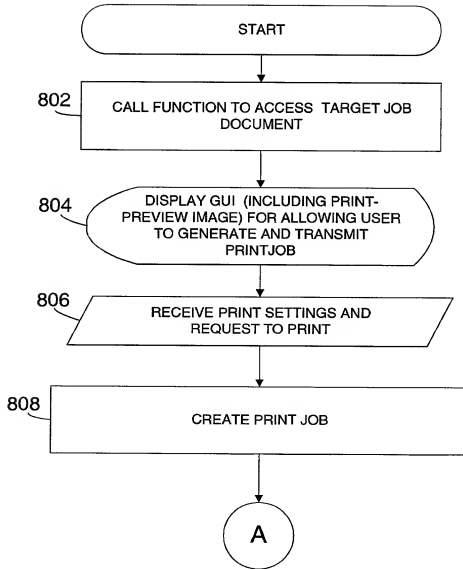 START
802
CALL FUNCTION TO ACCESS TARGET JOB
DOCUMENT
804
DISPLAY GUI (INCLUDING PRINT-
PREVIEW IMAGE) FOR ALLOWING USER
TO GENERATE AND TRANSMIT
PRINTJOB
806
RECEIVE PRINT SETTINGS AND
REQUEST TO PRINT
808
CREATE PRINT JOB
A